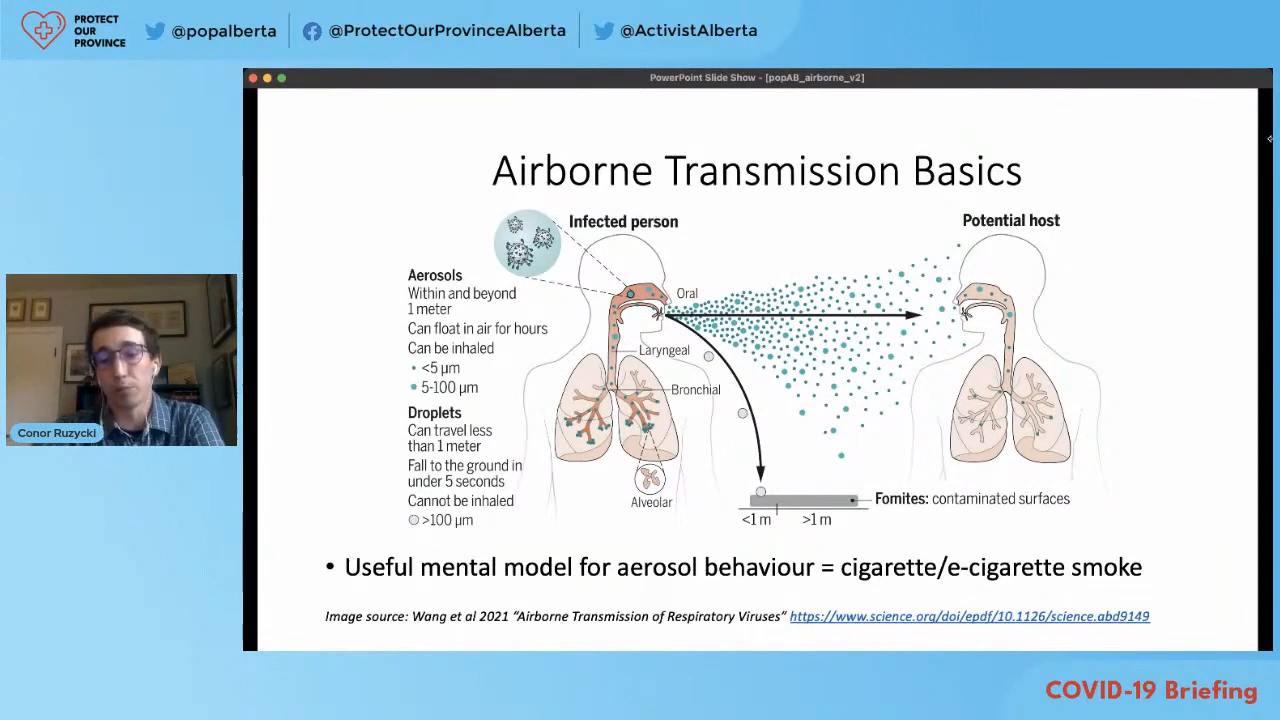 PROTECT
OUR
PROVINCE
@popalberta
@ProtectOurProvinceAlberta
@ActivistAlberta
PowerPoint Slide Show - [popAB_airborne_v2]
Airborne Transmission Basics
Infected person
Potential host
Aerosols
Within and beyond
1 meter
Can float in air for hours
Can be inhaled
<5 µm
5-100 µm
Droplets
Can travel less
than 1 meter
Fall to the ground in
under 5 seconds
Cannot be inhaled
>100 µm
Oral
Laryngeal
Bronchial
Alveolar
Fomites: contaminated surfaces
<1 m
>1 m
• Useful mental model for aerosol behaviour = cigarette/e-cigarette smoke
Image source: Wang et al 2021 “Airborne Transmission of Respiratory Viruses” https://www.science.org/doi/epdf/10.1126/science.abd9149
Conor Ruzycki
COVID-19 Briefing